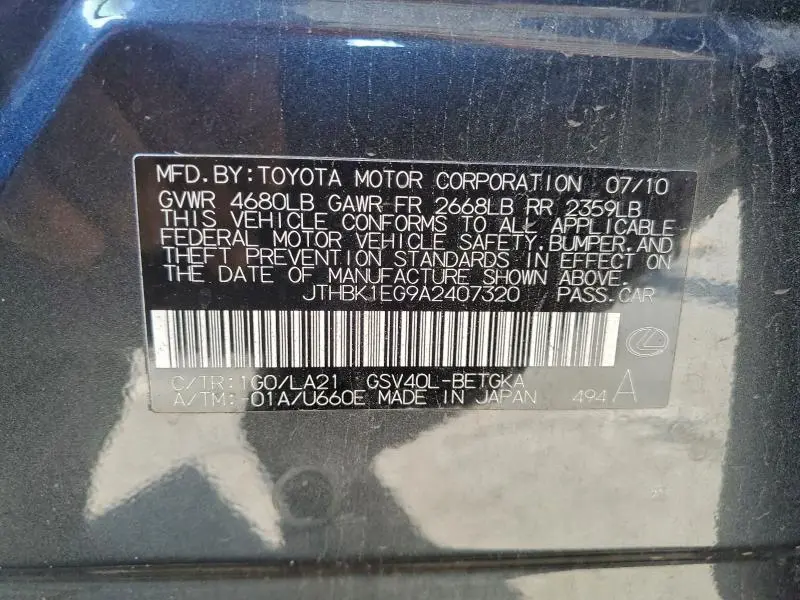 MFD.BY:TOYOTA MOTOR CORPORATION 07/10
GVWR 4680LB GAWR FR 2668LB RR 2359LB
THIS VEHICLE CONFORMS TO ALL APPLICABLE
FEDERAL MOTOR VEHICLE SAFETY,BUMPER,AND
THEFT PREVENTION STANDARDS IN EFFECT ON
THE DATE OF MANUFACTURE SHOWN ABOVE.
JTHBK1EG9A2407320 PASS.CAR
C/TR:1G0/LA21 GSV40L-BETGKA
A/TM:-01A/U660E MADE IN JAPAN 494 A